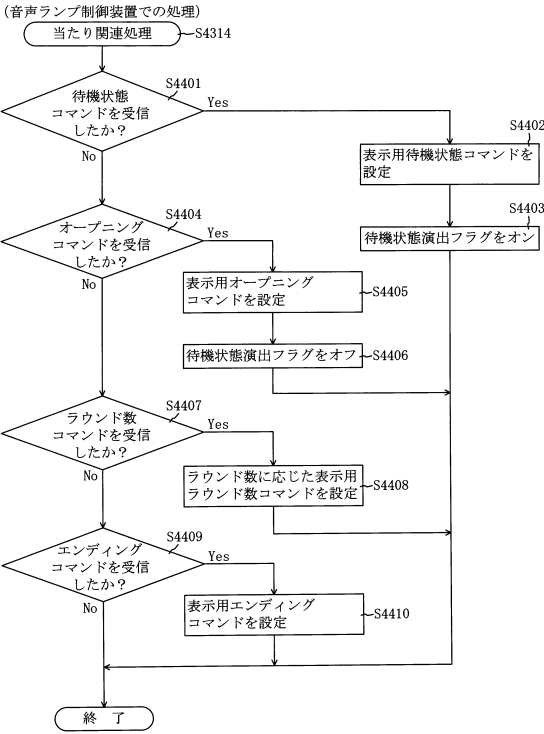 (音声ランプ制御装置での処理)
当たり関連処理
S4314
S4401
待機状態
コマンドを受信
したか?
Yes
No
S4402
表示用待機状態コマンドを
設定
S4403
待機状態演出フラグをオン
S4404
オープニング
コマンドを受信
したか?
Yes
No
表示用オープニング
コマンドを設定
S4405
待機状態演出フラグをオフ
S4406
S4407
ラウンド数
コマンドを受信
したか?
Yes
No
ラウンド数に応じた表示用
ラウンド数コマンドを設定
S4408
S4409
エンディング
コマンドを受信
したか?
Yes
No
表示用エンディング
コマンドを設定
S4410
終 了